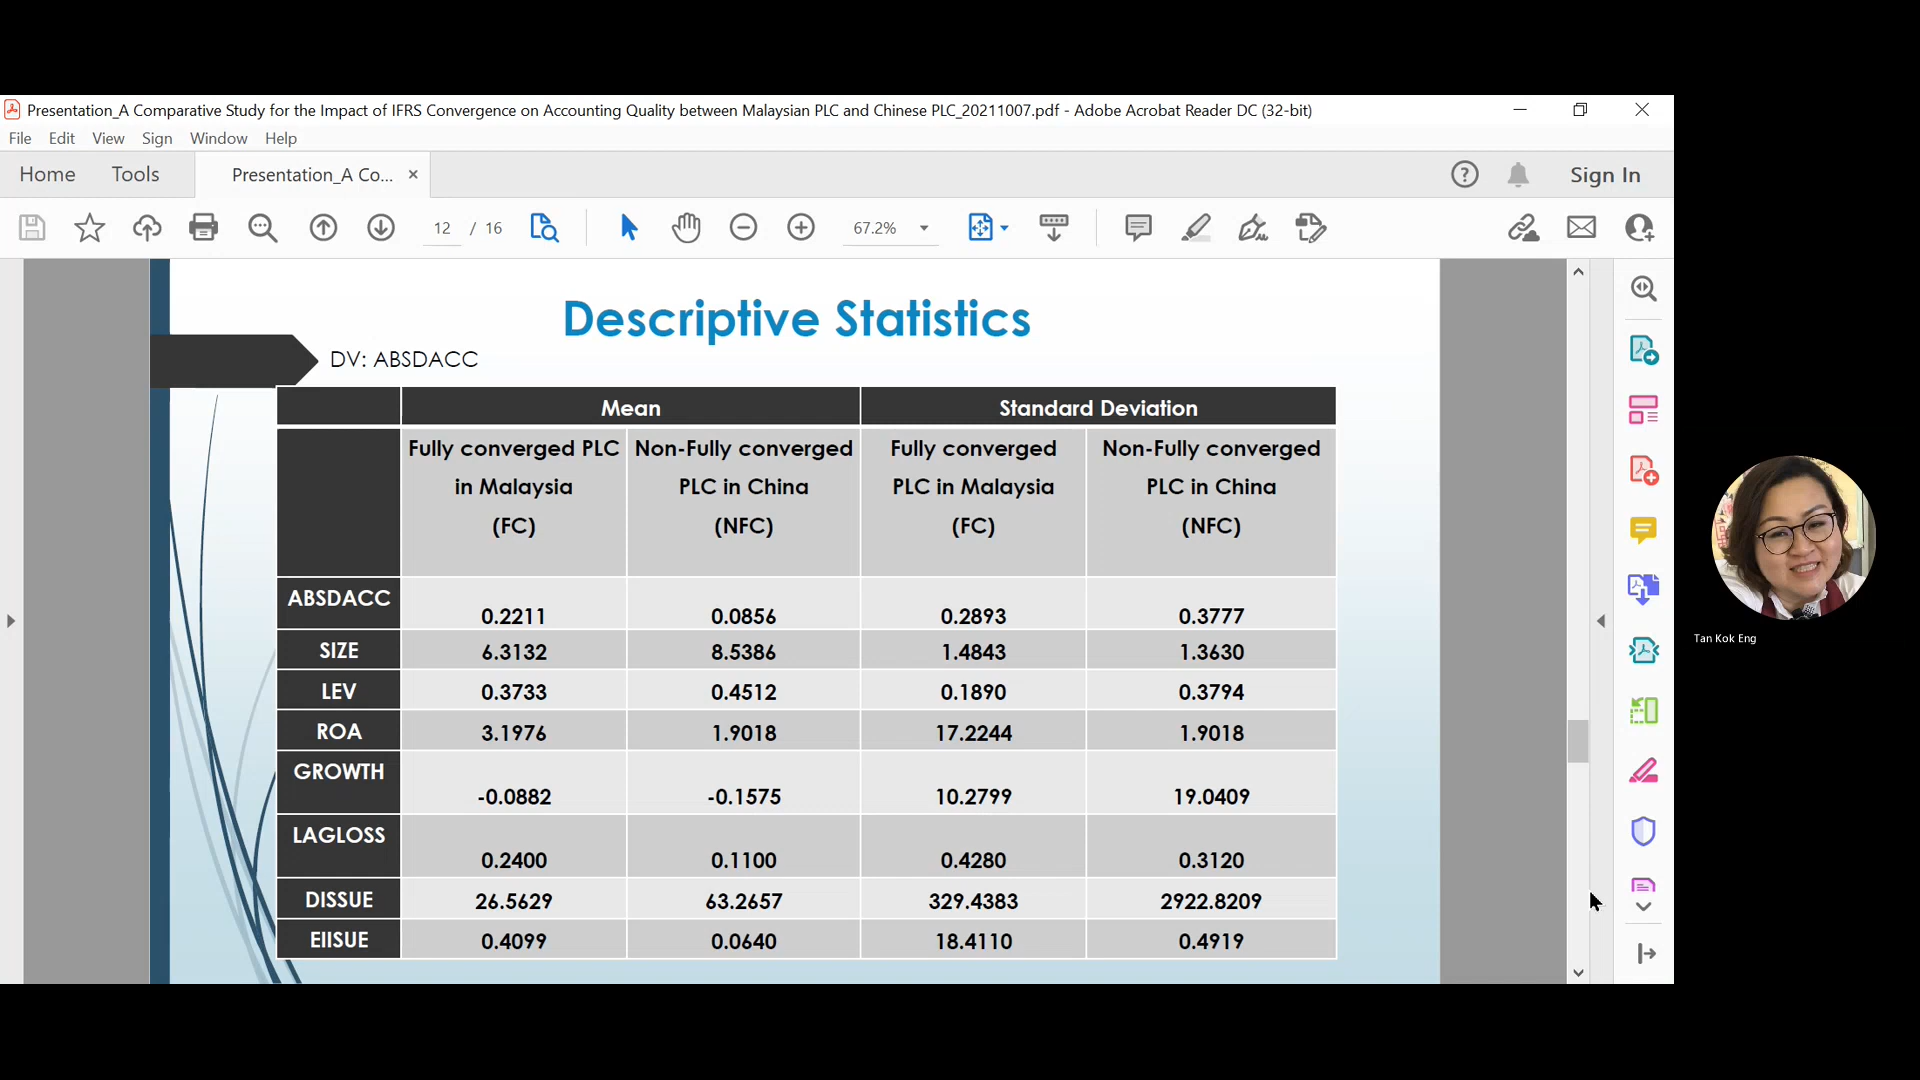 Presentation_A Comparative Study for the Impact of IFRS Convergence on Accounting Quality between Malaysian PLC and Chinese PLC_20211007.pdf - Adobe Acrobat Reader DC (32-bit)
File Edit View Sign Window Help
Home Tools Presentation_A Co... × Sign In
12 / 16 67.2%
Descriptive Statistics
DV: ABSDACC
Mean Standard Deviation
Fully converged PLC Non-Fully converged Fully converged Non-Fully converged
in Malaysia PLC in China PLC in Malaysia PLC in China
(FC) (NFC) (FC) (NFC)
ABSDACC 0.2211 0.0856 0.2893 0.3777
SIZE 6.3132 8.5386 1.4843 1.3630
LEV 0.3733 0.4512 0.1890 0.3794
ROA 3.1976 1.9018 17.2244 1.9018
GROWTH -0.0882 -0.1575 10.2799 19.0409
LAGLOSS 0.2400 0.1100 0.4280 0.3120
DISSUE 26.5629 63.2657 329.4383 2922.8209
EIISUE 0.4099 0.0640 18.4110 0.4919
Tan Kok Eng